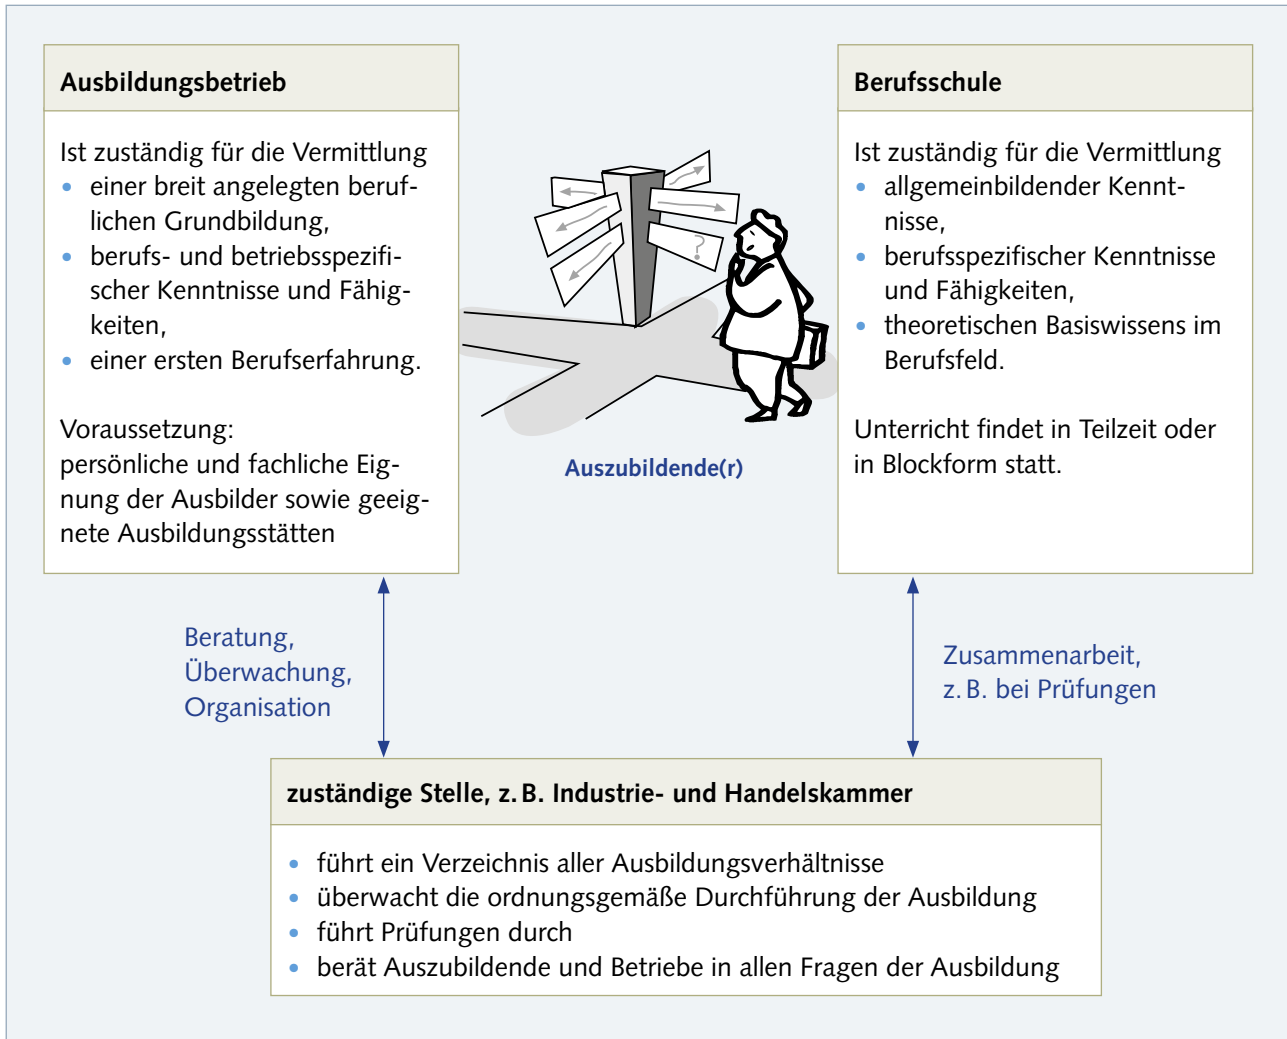 Ausbildungsbetrieb
Ist zuständig für die Vermittlung
• einer breit angelegten beruf-
lichen Grundbildung,
• berufs- und betriebsspezifi-
scher Kenntnisse und Fähig-
keiten,
• einer ersten Berufserfahrung.
Voraussetzung:
persönliche und fachliche Eig-
nung der Ausbilder sowie geeig-
nete Ausbildungsstätten
?
Auszubildende(r)
Berufsschule
Ist zuständig für die Vermittlung
• allgemeinbildender Kennt-
nisse,
• berufsspezifischer Kenntnisse
und Fähigkeiten,
• theoretischen Basiswissens im
Berufsfeld.
Unterricht findet in Teilzeit oder
in Blockform statt.
Beratung,
Überwachung,
Organisation
Zusammenarbeit,
z. B. bei Prüfungen
zuständige Stelle, z. B. Industrie- und Handelskammer
• führt ein Verzeichnis aller Ausbildungsverhältnisse
• überwacht die ordnungsgemäße Durchführung der Ausbildung
• führt Prüfungen durch
• berät Auszubildende und Betriebe in allen Fragen der Ausbildung